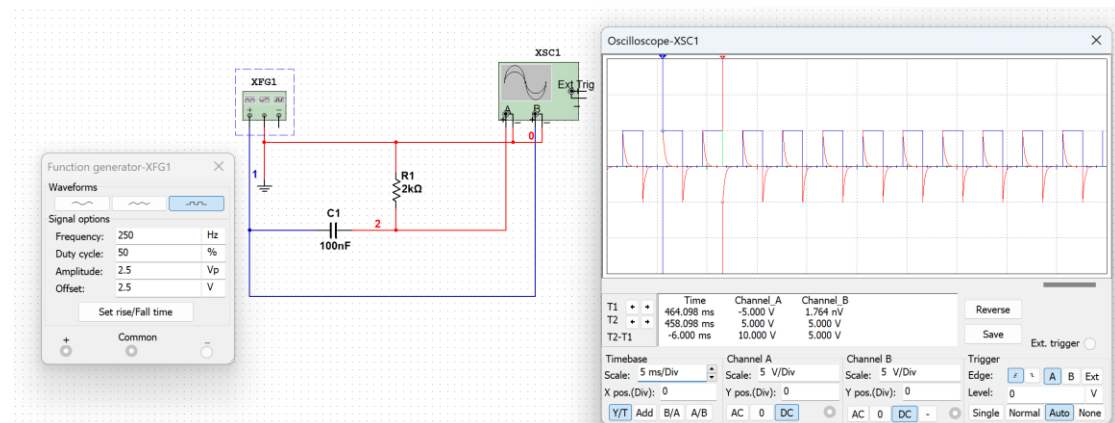 XFG1
XSC1
Ext Trig
A
B
0
1
R1
2kΩ
C1
100nF
2
Function generator-XFG1
Waveforms
Signal options
Frequency: 250 Hz
Duty cycle: 50 %
Amplitude: 2.5 Vp
Offset: 2.5 V
Set rise/Fall time
+ Common -
Oscilloscope-XSC1
Time Channel_A Channel_B
T1 464.098 ms -5.000 V 1.764 nV
T2 458.098 ms 5.000 V 5.000 V
T2-T1 -6.000 ms 10.000 V 5.000 V
Reverse
Save
Ext. trigger
Timebase
Scale: 5 ms/Div
X pos.(Div): 0
Y/T Add B/A A/B
Channel A
Scale: 5 V/Div
Y pos.(Div): 0
AC 0 DC
Channel B
Scale: 5 V/Div
Y pos.(Div): 0
AC 0 DC -
Trigger
Edge: A B Ext
Level: 0 V
Single Normal Auto None